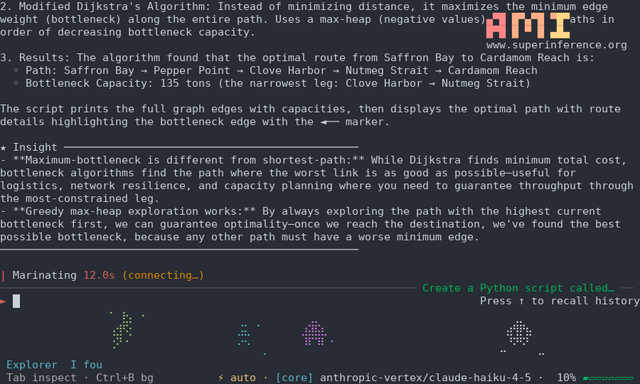 2. Modified Dijkstra's Algorithm: Instead of minimizing distance, it maximizes the minimum edge
weight (bottleneck) along the entire path. Uses a max-heap (negative values) aths in
order of decreasing bottleneck capacity.
AMI
www.superinference.org
3. Results: The algorithm found that the optimal route from Saffron Bay to Cardamom Reach is:
◦ Path: Saffron Bay → Pepper Point → Clove Harbor → Nutmeg Strait → Cardamom Reach
◦ Bottleneck Capacity: 135 tons (the narrowest leg: Clove Harbor → Nutmeg Strait)
The script prints the full graph edges with capacities, then displays the optimal path with route
details highlighting the bottleneck edge with the ◄── marker.
★ Insight ─────────────────────────────────────────────
- **Maximum-bottleneck is different from shortest-path:** While Dijkstra finds minimum total cost,
bottleneck algorithms find the path where the worst link is as good as possible—useful for
logistics, network resilience, and capacity planning where you need to guarantee throughput through
the most-constrained leg.
- **Greedy max-heap exploration works:** By always exploring the path with the highest current
bottleneck first, we can guarantee optimality—once we reach the destination, we've found the best
possible bottleneck, because any other path must have a worse minimum edge.
| Marinating 12.0s (connecting…)
Create a Python script called…
► Press ↑ to recall history
Explorer I fou
Tab inspect · Ctrl+B bg ⚡ auto · [core] anthropic-vertex/claude-haiku-4-5 · 10%